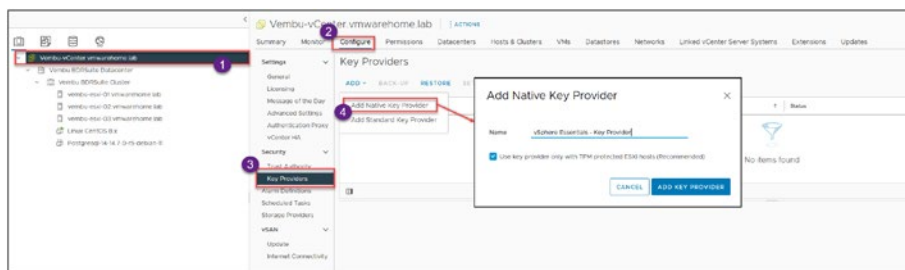 Vembu-vCenter.vmwarehome.lab | ACTIONS
Summary Monitor Configure Permissions Datacenters Hosts & Clusters VMs Datastores Networks Linked vCenter Server Systems Extensions Updates
2
Vembu-vCenter.vmwarehome.lab
1
Vembu BDRSuite Datacenter
Vembu BDRSuite Cluster
vembu-esxi-01.vmwarehome.lab
vembu-esxi-02.vmwarehome.lab
vembu-esxi-03.vmwarehome.lab
Linux CentOS 8.x
Settings
General
Licensing
Message of the Day
Advanced Settings
Authentication Proxy
vCenter HA
Security
Trust Authority
3
Key Providers
Alarm Definitions
Scheduled Tasks
Storage Providers
vSAN
Update
Internet Connectivity
Key Providers
ADD BACK-UP RESTORE
Add Native Key Provider
4
Add Standard Key Provider
Status
No items found
Add Native Key Provider
Name vSphere Essentials - Key Provider
Use key provider only with TPM protected ESXi hosts (Recommended)
CANCEL ADD KEY PROVIDER